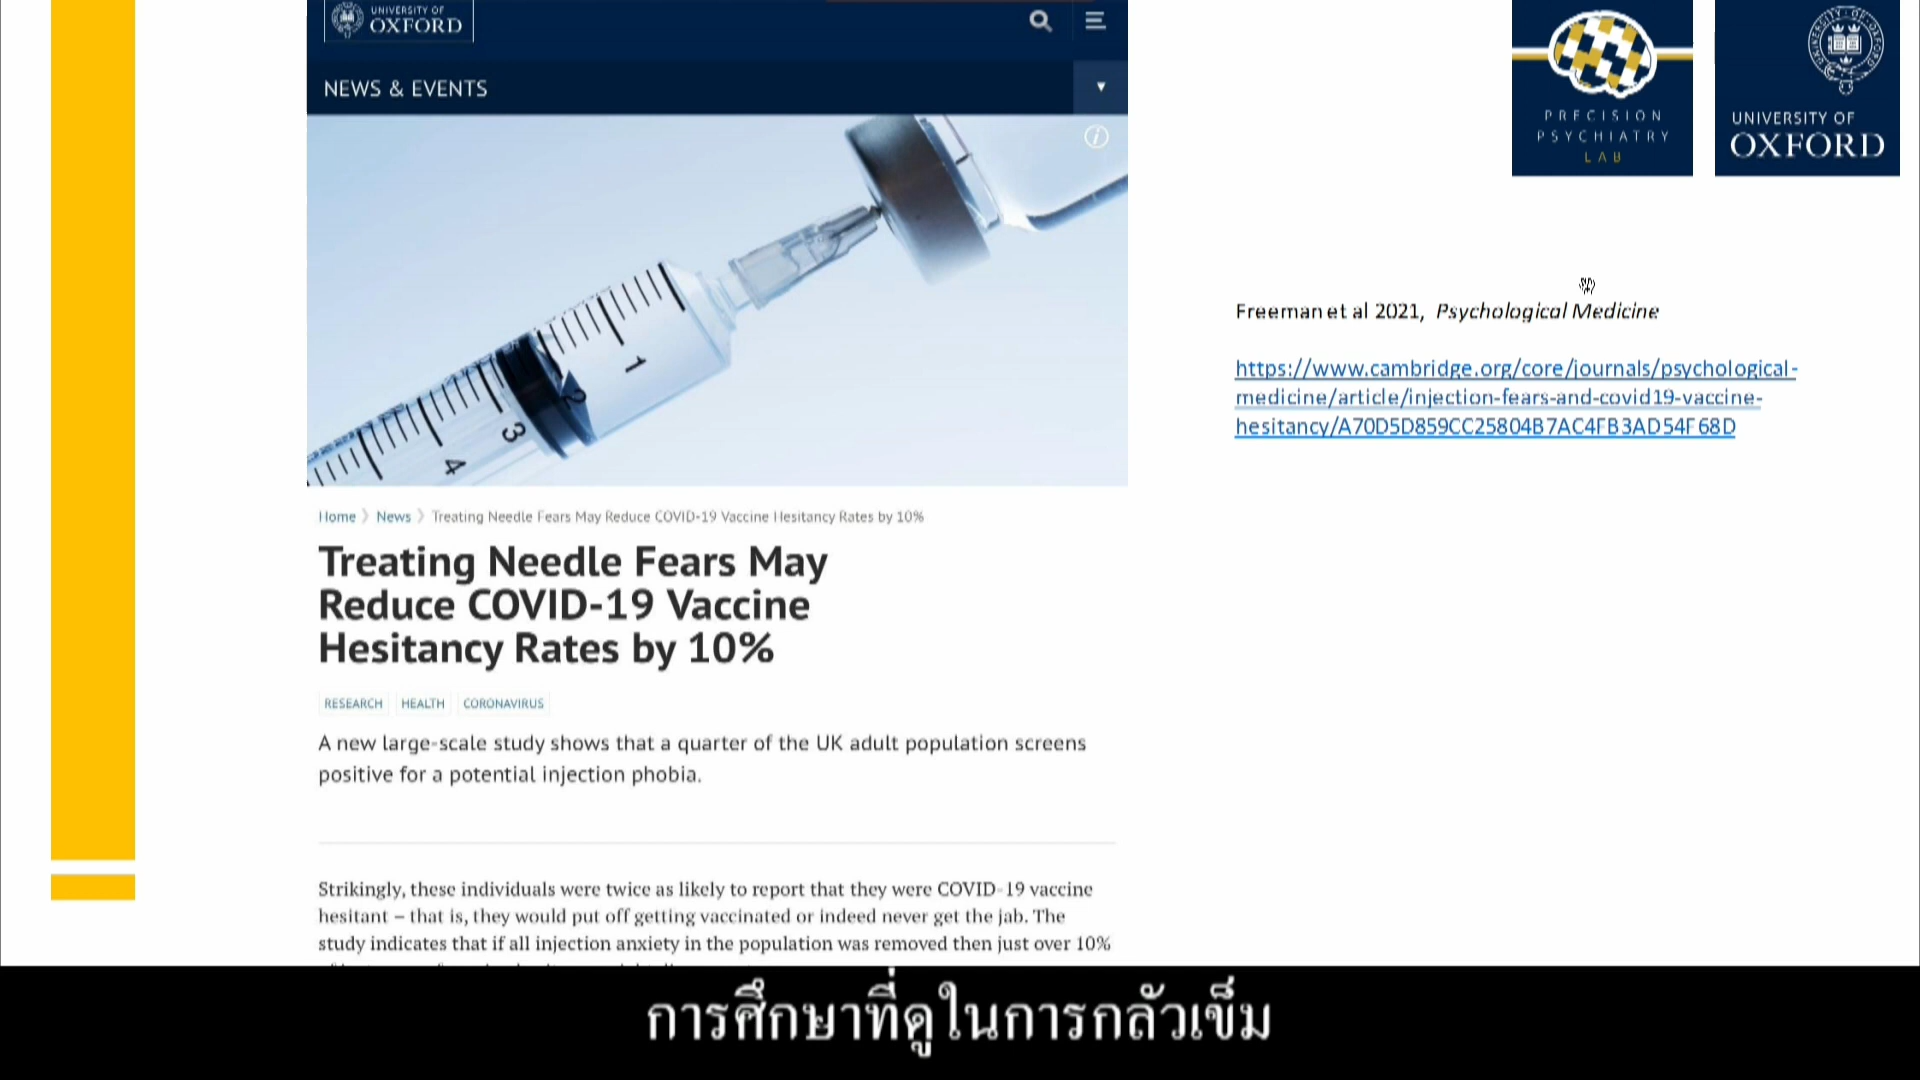 UNIVERSITY OF
OXFORD
NEWS & EVENTS
1
2
3
4
Home > News > Treating Needle Fears May Reduce COVID-19 Vaccine Hesitancy Rates by 10%
Treating Needle Fears May
Reduce COVID-19 Vaccine
Hesitancy Rates by 10%
RESEARCH HEALTH CORONAVIRUS
A new large-scale study shows that a quarter of the UK adult population screens
positive for a potential injection phobia.
Strikingly, these individuals were twice as likely to report that they were COVID-19 vaccine
hesitant – that is, they would put off getting vaccinated or indeed never get the jab. The
study indicates that if all injection anxiety in the population was removed then just over 10%
PRECISION
PSYCHIATRY
LAB
UNIVERSITY OF
OXFORD
Freeman et al 2021, Psychological Medicine
https://www.cambridge.org/core/journals/psychological-
medicine/article/injection-fears-and-covid19-vaccine-
hesitancy/A70D5D859CC25804B7AC4FB3AD54F68D
การศึกษาที่ดูในการกลัวเข็ม